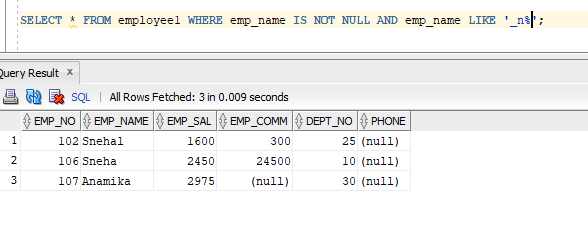 SELECT * FROM employee1 WHERE emp_name IS NOT NULL AND emp_name LIKE '_n%';
Query Result x
SQL | All Rows Fetched: 3 in 0.009 seconds
EMP_NO EMP_NAME EMP_SAL EMP_COMM DEPT_NO PHONE
1 102 Snehal 1600 300 25 (null)
2 106 Sneha 2450 24500 10 (null)
3 107 Anamika 2975 (null) 30 (null)